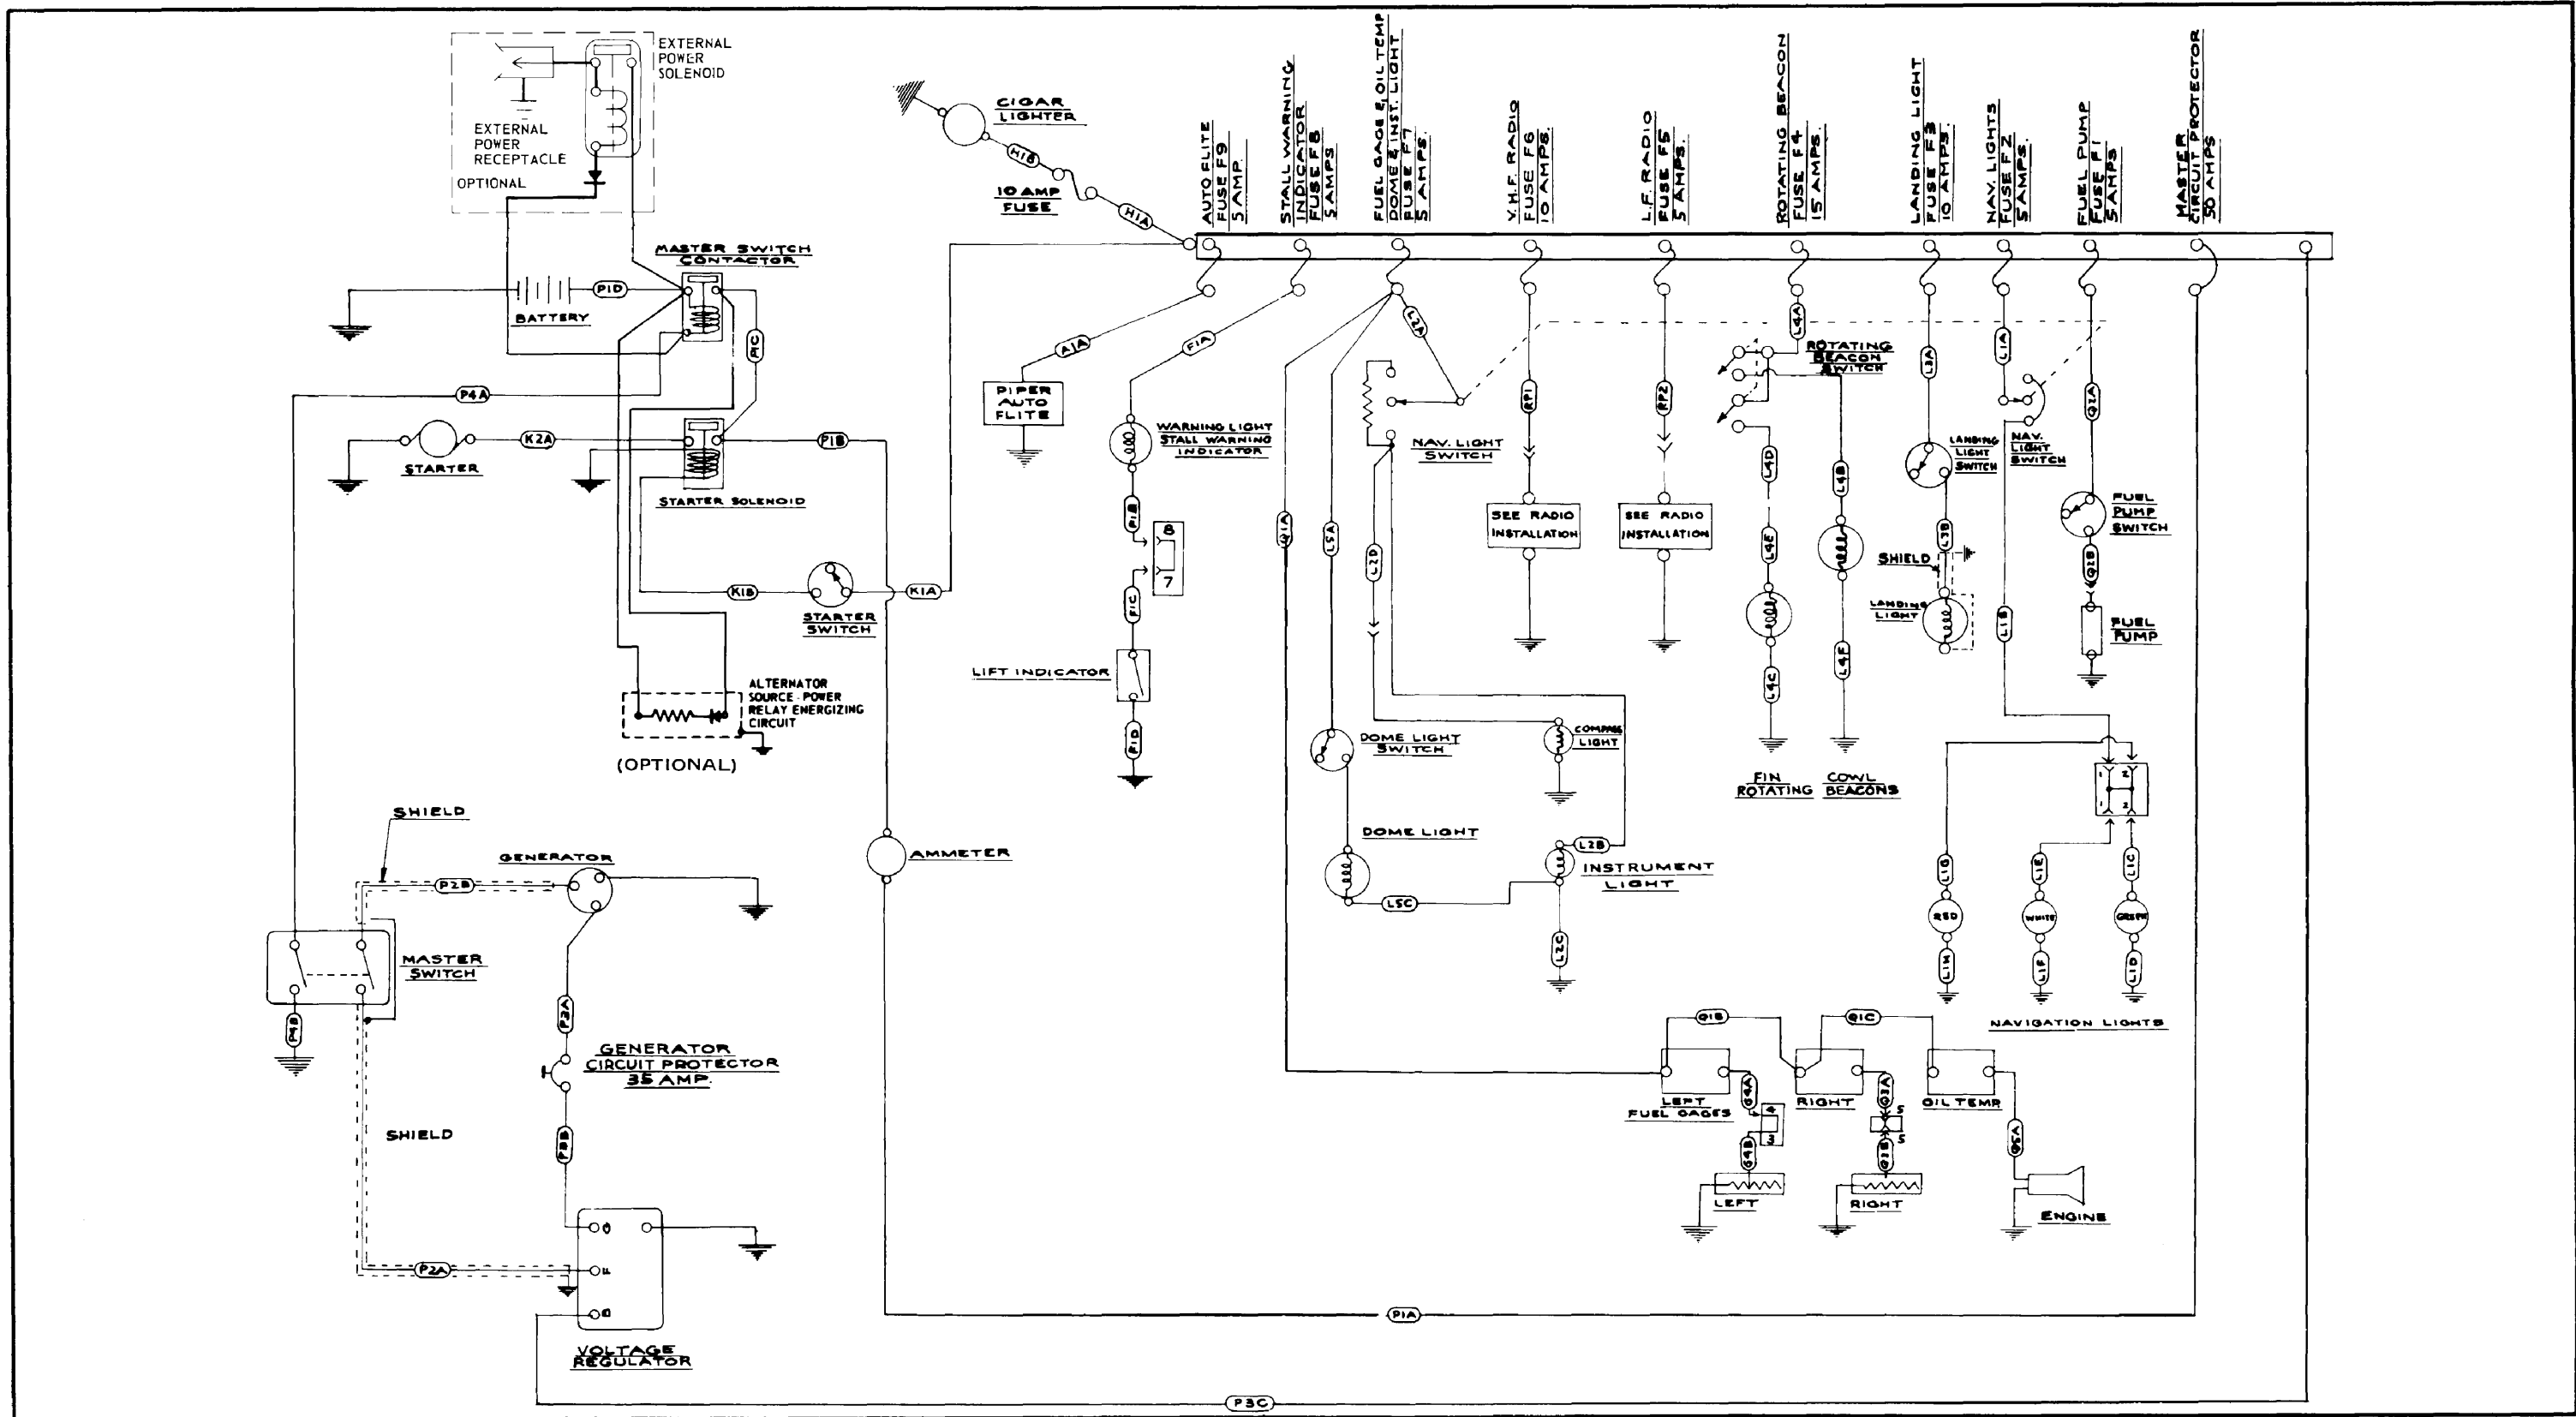 EXTERNAL
POWER
SOLENOID
EXTERNAL
POWER
RECEPTACLE
OPTIONAL
MASTER SWITCH
CONTACTOR
P1D
BATTERY
P1C
P4A
K2A
STARTER
P1B
STARTER SOLENOID
K1B
K1A
STARTER
SWITCH
ALTERNATOR
SOURCE - POWER
RELAY ENERGIZING
CIRCUIT
(OPTIONAL)
SHIELD
GENERATOR
P2B
AMMETER
MASTER
SWITCH
P4B
P3A
GENERATOR
CIRCUIT PROTECTOR
35 AMP.
P3B
SHIELD
P2A
G
F
B
VOLTAGE
REGULATOR
P1A
P3C
CIGAR
LIGHTER
H1B
10 AMP
FUSE
H1A
AUTO FLITE
FUSE F9
5 AMP.
STALL WARNING
INDICATOR
FUSE F8
5 AMPS
FUEL GAGE, OIL TEMP
DOME & INST. LIGHT
FUSE F7
5 AMPS.
V.H.F. RADIO
FUSE F6
10 AMPS.
L.F. RADIO
FUSE F5
5 AMPS.
ROTATING BEACON
FUSE F4
15 AMPS.
LANDING LIGHT
FUSE F3
10 AMPS.
NAV. LIGHTS
FUSE F2
5 AMPS.
FUEL PUMP
FUSE F1
5 AMPS
MASTER
CIRCUIT PROTECTOR
50 AMPS
A1A
PIPER
AUTO
FLITE
F1A
WARNING LIGHT
STALL WARNING
INDICATOR
F1B
8
7
F1C
LIFT INDICATOR
F1D
L2A
NAV. LIGHT
SWITCH
Q1A
L5A
L2D
DOME LIGHT
SWITCH
COMPASS
LIGHT
DOME LIGHT
L2B
INSTRUMENT
LIGHT
L5C
L2C
RP1
SEE RADIO
INSTALLATION
RP2
SEE RADIO
INSTALLATION
L4A
ROTATING
BEACON
SWITCH
L4D
L4B
L4E
L4C
L4F
FIN
ROTATING
COWL
BEACONS
L3A
LANDING
LIGHT
SWITCH
L3B
SHIELD
LANDING
LIGHT
L1A
NAV.
LIGHT
SWITCH
L1B
Q2A
FUEL
PUMP
SWITCH
Q2B
FUEL
PUMP
1 2
1 2
L1G
L1E
L1C
RED
WHITE
GREEN
L1H
L1F
L1D
NAVIGATION LIGHTS
Q1B
Q1C
LEFT
FUEL GAGES
RIGHT
OIL TEMP
G4A
4
3
G4B
LEFT
Q3A
5
5
Q3B
RIGHT
Q5A
ENGINE